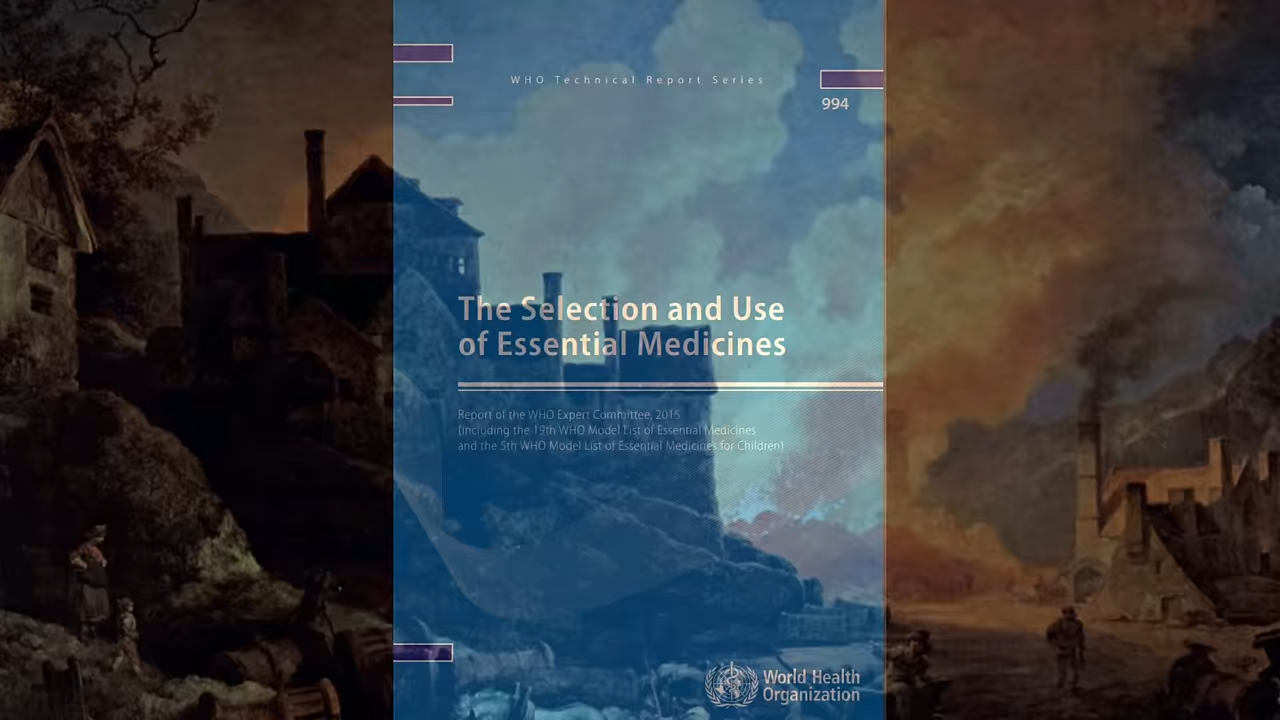 WHO Technical Report Series
994
The Selection and Use
of Essential Medicines
Report of the WHO Expert Committee, 2015
(including the 19th WHO Model List of Essential Medicines
and the 5th WHO Model List of Essential Medicines for Children)
World Health
Organization